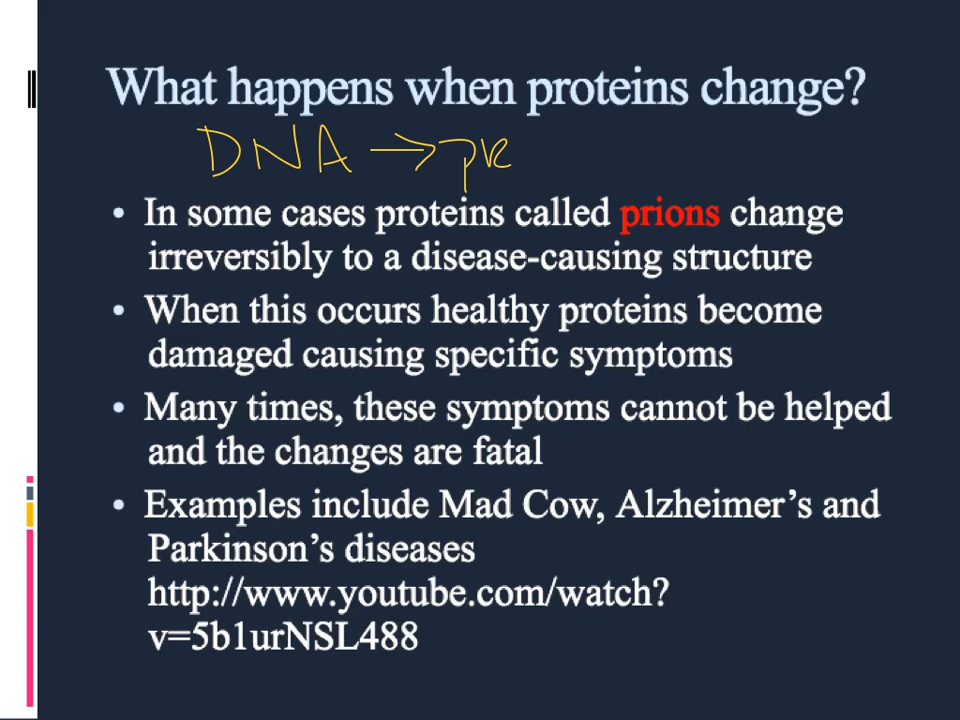 What happens when proteins change?
DNA → pr
• In some cases proteins called prions change
irreversibly to a disease-causing structure
• When this occurs healthy proteins become
damaged causing specific symptoms
• Many times, these symptoms cannot be helped
and the changes are fatal
• Examples include Mad Cow, Alzheimer's and
Parkinson's diseases
http://www.youtube.com/watch?
v=5b1urNSL488